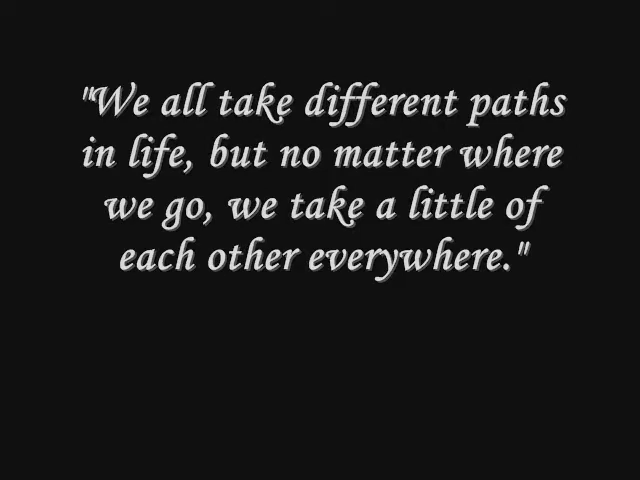 "We all take different paths
in life, but no matter where
we go, we take a little of
each other everywhere."